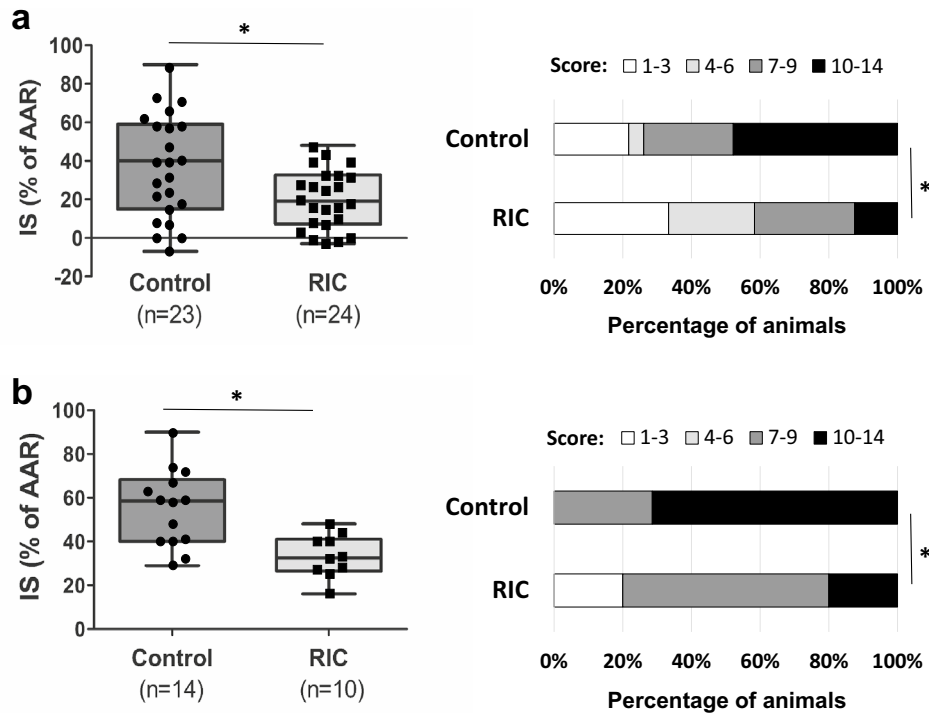 a
*
100
80
60
40
20
0
-20
IS (% of AAR)
Control RIC
(n=23) (n=24)
Score: 1-3 4-6 7-9 10-14
Control
RIC
*
0% 20% 40% 60% 80% 100%
Percentage of animals
b
*
100
80
60
40
20
0
IS (% of AAR)
Control RIC
(n=14) (n=10)
Score: 1-3 4-6 7-9 10-14
Control
RIC
*
0% 20% 40% 60% 80% 100%
Percentage of animals